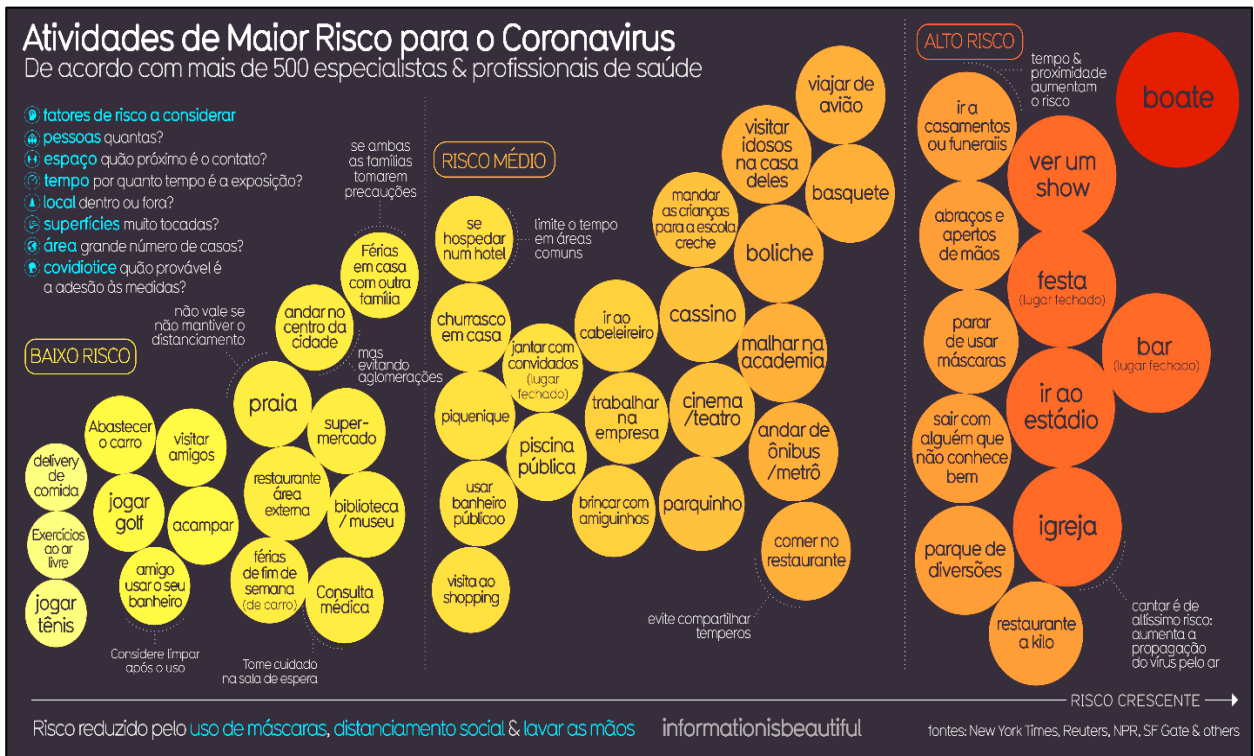 Atividades de Maior Risco para o Coronavirus
De acordo com mais de 500 especialistas & profissionais de saúde
fatores de risco a considerar
pessoas quantas?
espaço quão próximo é o contato?
tempo por quanto tempo é a exposição?
local dentro ou fora?
superfícies muito tocadas?
área grande número de casos?
covidiotice quão provável é
a adesão às medidas?
BAIXO RISCO
delivery
de
comida
Exercícios
ao ar
livre
jogar
tênis
Abastecer
o carro
jogar
golf
amigo
usar o seu
banheiro
Considere limpar
após o uso
visitar
amigos
acampar
não vale se
não mantiver o
distanciamento
praia
restaurante
área
externa
férias
de fim de
semana
(de carro)
andar no
centro da
cidade
mas
evitando
aglomerações
super-
mercado
biblioteca
/ museu
Consulta
médica
Tome cuidado
na sala de espera
se ambas
as famílias
tomarem
precauções
Férias
em casa
com outra
família
RISCO MÉDIO
se
hospedar
num hotel
limite o tempo
em áreas
comuns
churrasco
em casa
piquenique
usar
banheiro
públicoo
visita ao
shopping
jantar com
convidados
(lugar
fechado)
piscina
pública
ir ao
cabeleireiro
trabalhar
na
empresa
brincar com
amiguinhos
mandar
as crianças
para a escola
creche
cassino
cinema
/teatro
parquinho
visitar
idosos
na casa
deles
boliche
malhar na
academia
andar de
ônibus
/metrô
comer no
restaurante
evite compartilhar
temperos
viajar de
avião
basquete
ALTO RISCO
tempo &
proximidade
aumentam
o risco
ir a
casamentos
ou funeraiis
abraços e
apertos
de mãos
parar
de usar
máscaras
sair com
alguém que
não conhece
bem
parque de
diversões
restaurante
a kilo
ver um
show
festa
(lugar fechado)
ir ao
estádio
igreja
cantar é de
altíssimo risco:
aumenta a
propagação
do vírus pelo ar
boate
bar
(lugar fechado)
RISCO CRESCENTE
Risco reduzido pelo uso de máscaras, distanciamento social & lavar as mãos
informationisbeautiful
fontes: New York Times, Reuters, NPR, SF Gate & others